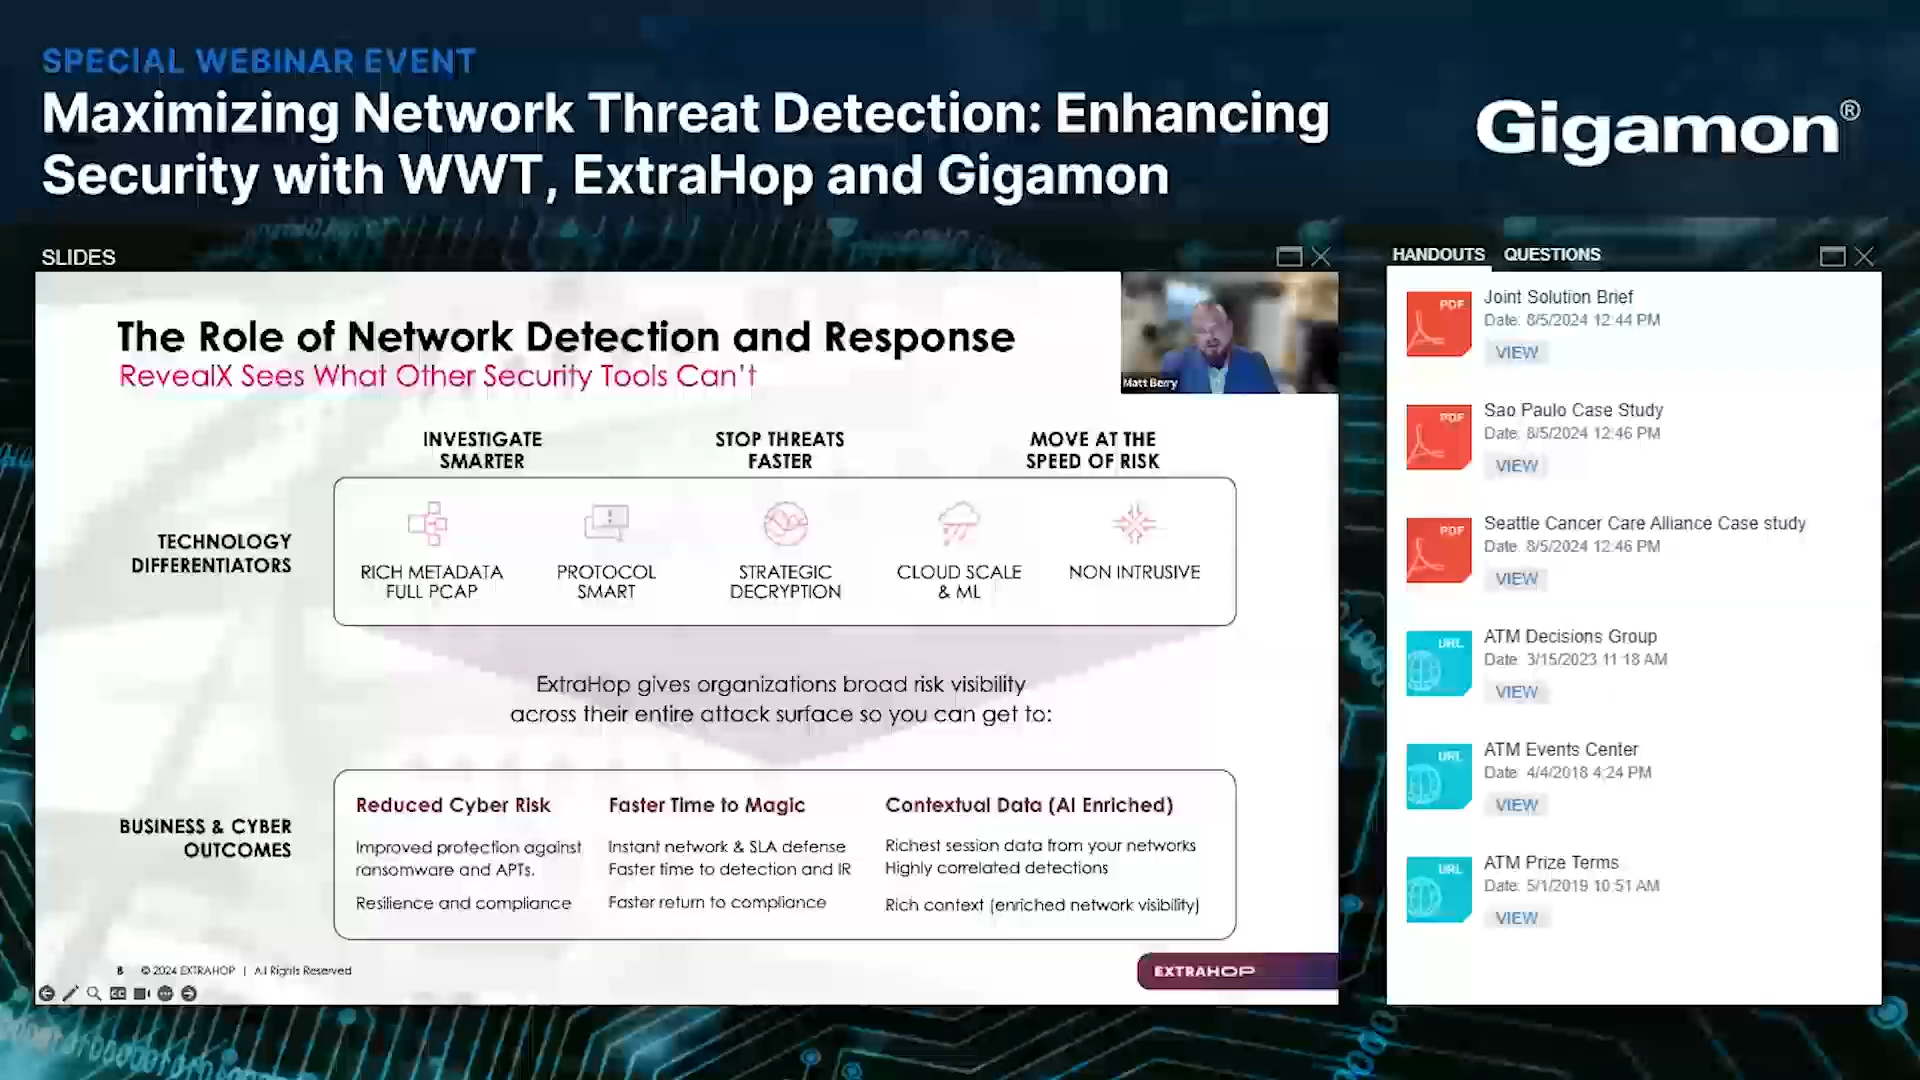 SPECIAL WEBINAR EVENT
Maximizing Network Threat Detection: Enhancing
Security with WWT, ExtraHop and Gigamon
Gigamon®
SLIDES
The Role of Network Detection and Response
RevealX Sees What Other Security Tools Can't
Matt Berry
INVESTIGATE
SMARTER
STOP THREATS
FASTER
MOVE AT THE
SPEED OF RISK
TECHNOLOGY
DIFFERENTIATORS
RICH METADATA
FULL PCAP
PROTOCOL
SMART
STRATEGIC
DECRYPTION
CLOUD SCALE
& ML
NON INTRUSIVE
ExtraHop gives organizations broad risk visibility
across their entire attack surface so you can get to:
BUSINESS & CYBER
OUTCOMES
Reduced Cyber Risk
Improved protection against
ransomware and APTs.
Resilience and compliance
Faster Time to Magic
Instant network & SLA defense
Faster time to detection and IR
Faster return to compliance
Contextual Data (AI Enriched)
Richest session data from your networks
Highly correlated detections
Rich context (enriched network visibility)
8 © 2024 EXTRAHOP | All Rights Reserved
EXTRAHOP
HANDOUTS QUESTIONS
PDF
Joint Solution Brief
Date: 8/5/2024 12:44 PM
VIEW
PDF
Sao Paulo Case Study
Date: 8/5/2024 12:46 PM
VIEW
PDF
Seattle Cancer Care Alliance Case study
Date: 8/5/2024 12:46 PM
VIEW
URL
ATM Decisions Group
Date: 3/15/2023 11:18 AM
VIEW
URL
ATM Events Center
Date: 4/4/2018 4:24 PM
VIEW
URL
ATM Prize Terms
Date: 5/1/2019 10:51 AM
VIEW